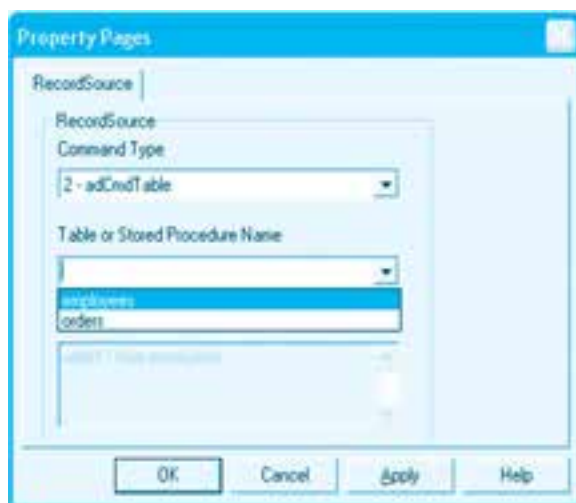 Property Pages
RecordSource
RecordSource
Command Type
2 - adCmdTable
Table or Stored Procedure Name
employees
orders
OK
Cancel
Apply
Help